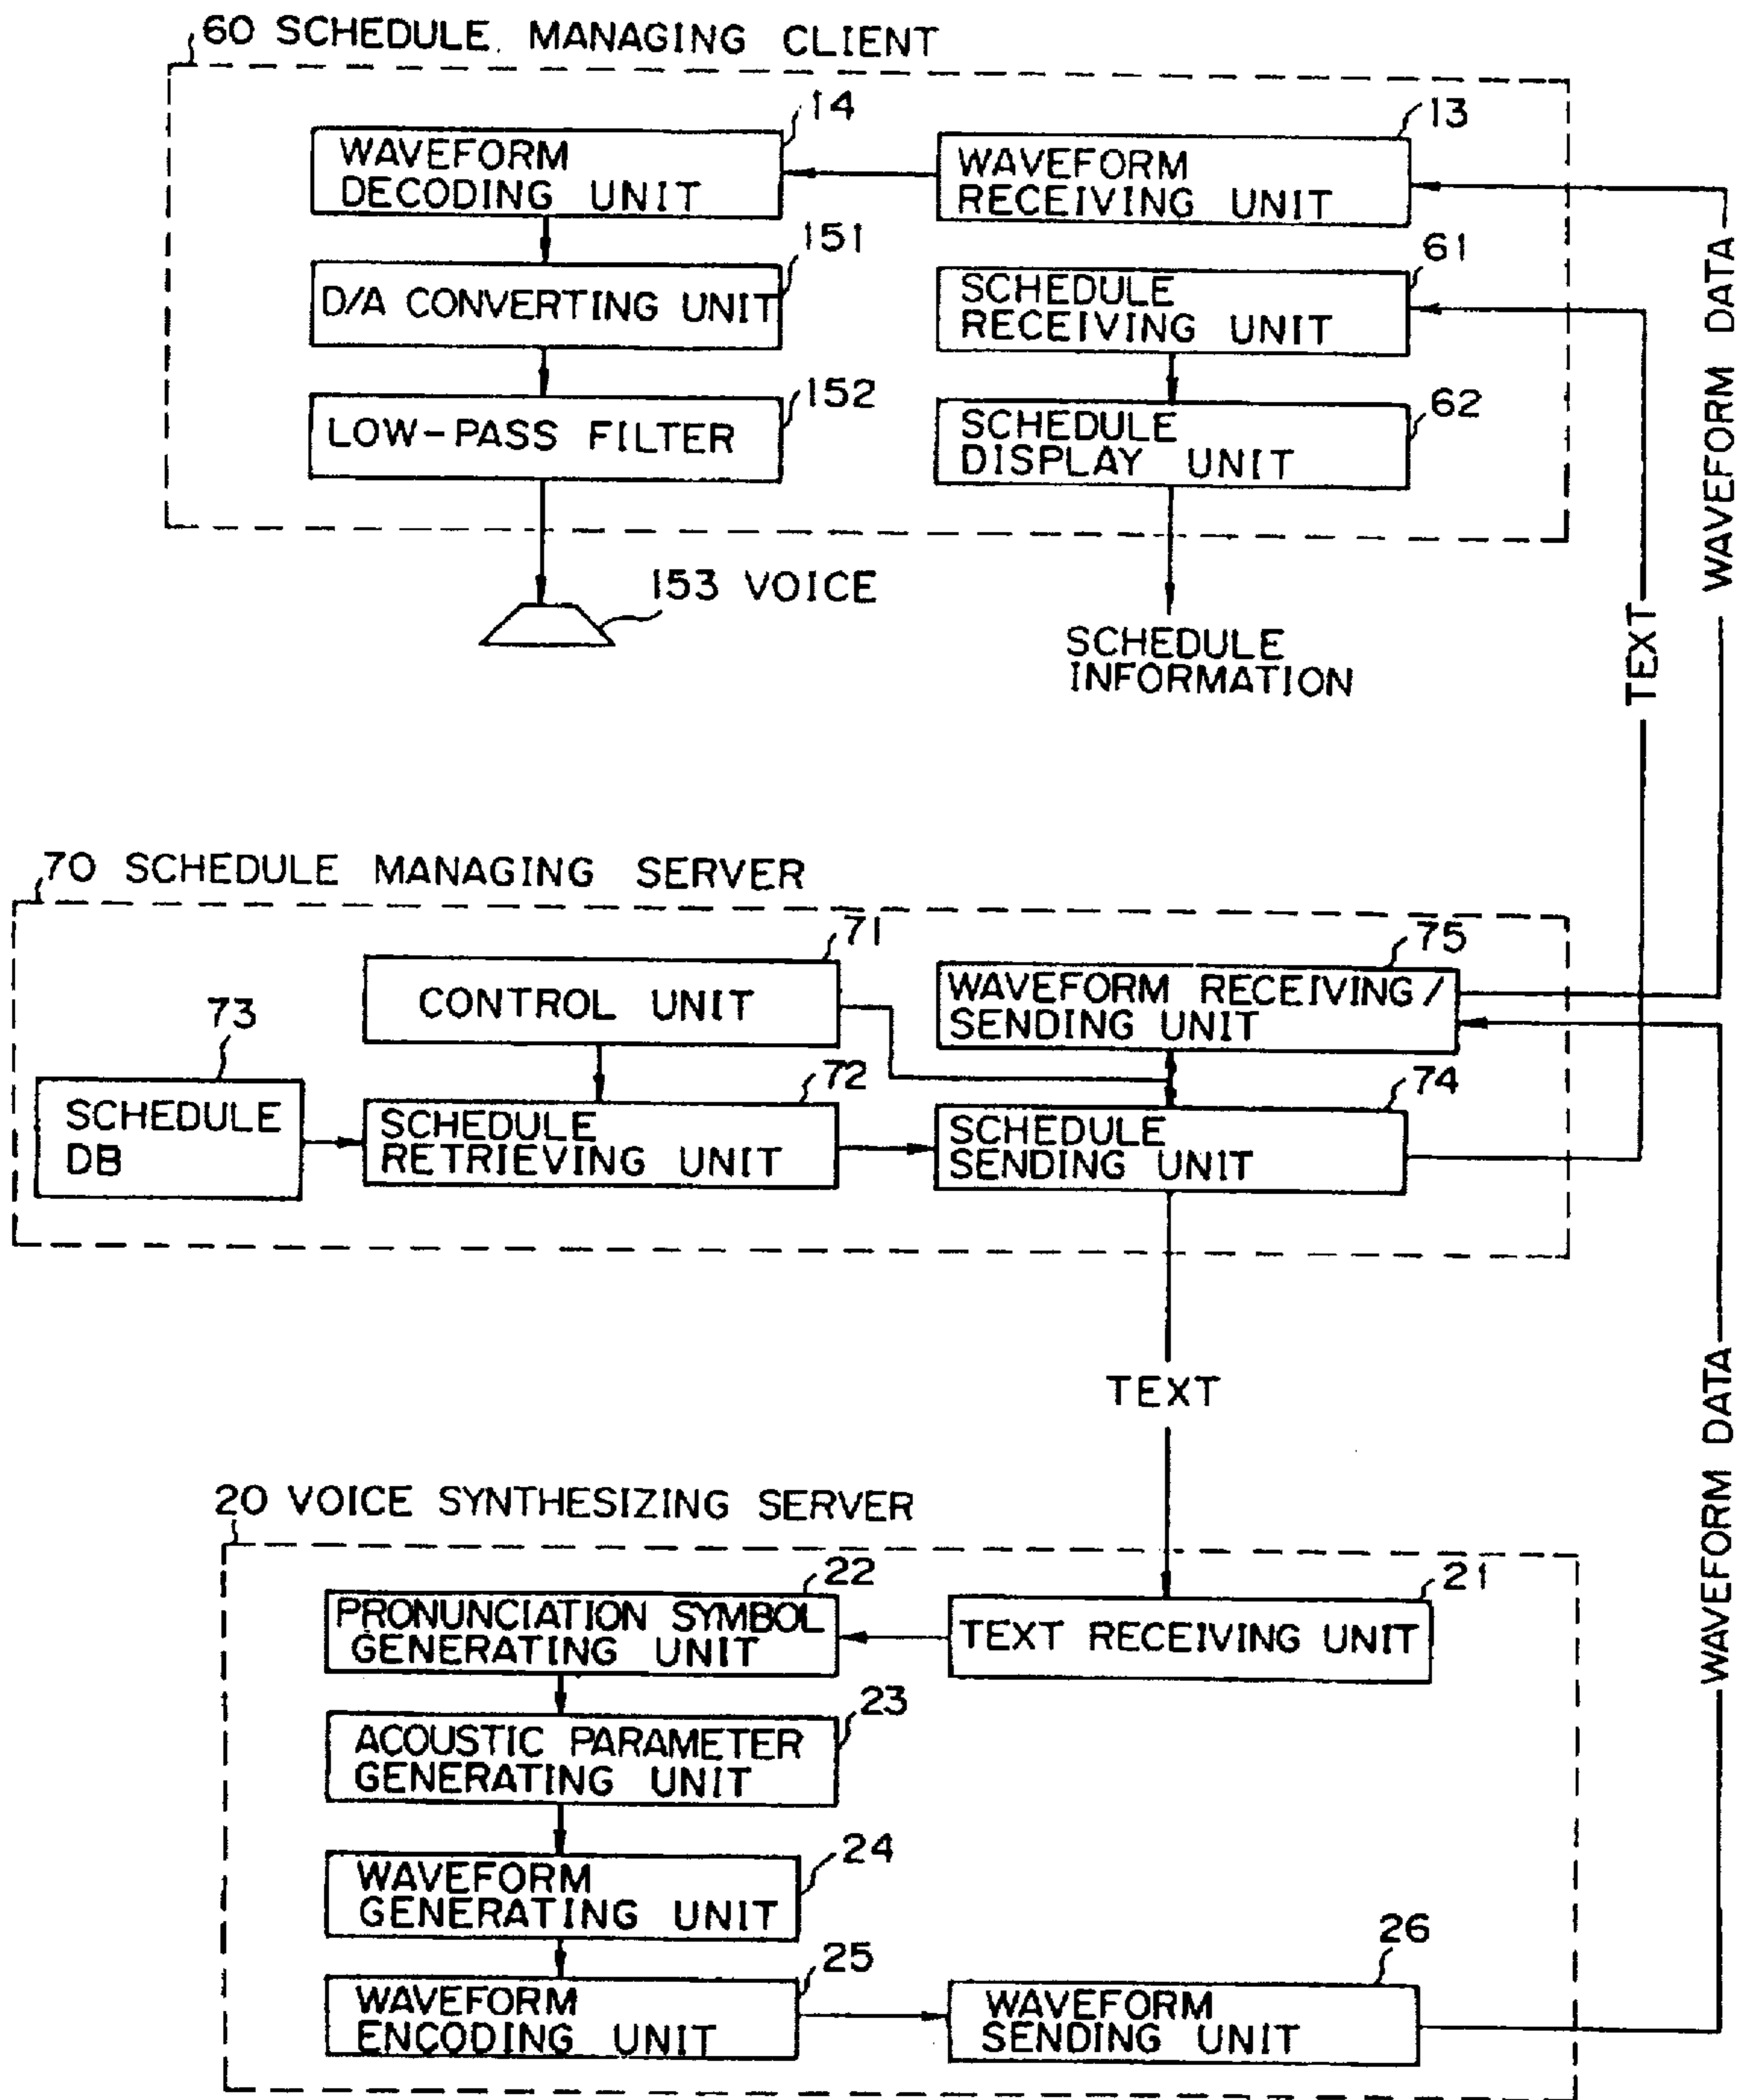 60 SCHEDULE MANAGING CLIENT
14
WAVEFORM
DECODING UNIT
13
WAVEFORM
RECEIVING UNIT
151
D/A CONVERTING UNIT
61
SCHEDULE
RECEIVING UNIT
152
LOW-PASS FILTER
62
SCHEDULE
DISPLAY UNIT
153 VOICE
SCHEDULE
INFORMATION
TEXT
WAVEFORM DATA
70 SCHEDULE MANAGING SERVER
71
CONTROL UNIT
75
WAVEFORM RECEIVING/
SENDING UNIT
73
SCHEDULE
DB
72
SCHEDULE
RETRIEVING UNIT
74
SCHEDULE
SENDING UNIT
TEXT
WAVEFORM DATA
20 VOICE SYNTHESIZING SERVER
22
PRONUNCIATION SYMBOL
GENERATING UNIT
21
TEXT RECEIVING UNIT
23
ACOUSTIC PARAMETER
GENERATING UNIT
24
WAVEFORM
GENERATING UNIT
25
WAVEFORM
ENCODING UNIT
26
WAVEFORM
SENDING UNIT